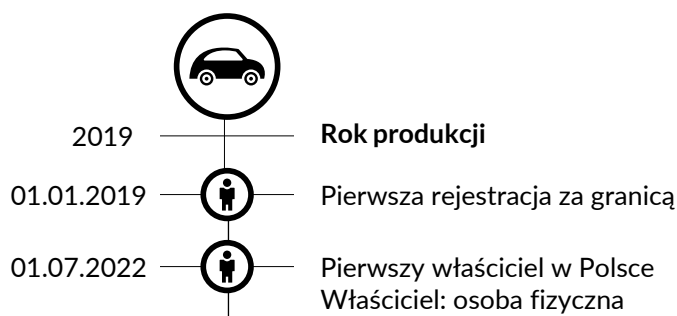 2019 Rok produkcji
01.01.2019 Pierwsza rejestracja za granicą
01.07.2022 Pierwszy właściciel w Polsce
Właściciel: osoba fizyczna